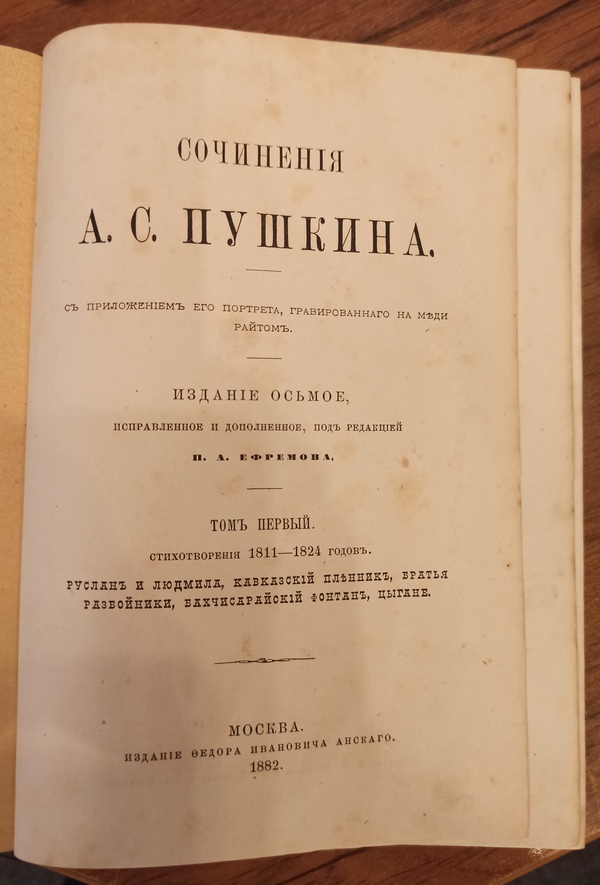 СОЧИНЕНІЯ
А. С. ПУШКИНА.
СЪ ПРИЛОЖЕНІЕМЪ ЕГО ПОРТРЕТА, ГРАВИРОВАННАГО НА МѢДИ
РАЙТОМЪ.
ИЗДАНІЕ ОСЬМОЕ,
ИСПРАВЛЕННОЕ И ДОПОЛНЕННОЕ, ПОДЪ РЕДАКЦІЕЙ
П. А. ЕФРЕМОВА.
ТОМЪ ПЕРВЫЙ.
СТИХОТВОРЕНІЯ 1811—1824 ГОДОВЪ.
РУСЛАНЪ И ЛЮДМИЛА, КАВКАЗСКІЙ ПЛѢННИК, БРАТЬЯ
РАЗБОЙНИКИ, БАХЧИСАРАЙСКІЙ ФОНТАНЪ, ЦЫГАНЕ.
МОСКВА.
ИЗДАНІЕ ѲЕДОРА ИВАНОВИЧА АНСКАГО.
1882.